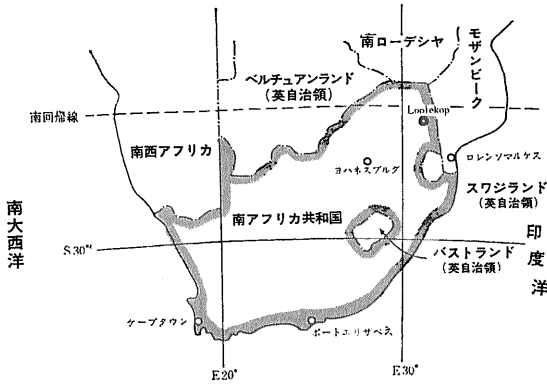 南ローデシヤ
モザンビーク
ベルチュアンランド
(英自治領)
南回帰線
Loolekop
南西アフリカ
ヨハネスブルグ
ロレンソマルケス
スワジランド
(英自治領)
南大西洋
南アフリカ共和国
印度洋
S30°
バストランド
(英自治領)
ケープタウン
ポートエリザベス
E20°
E30°